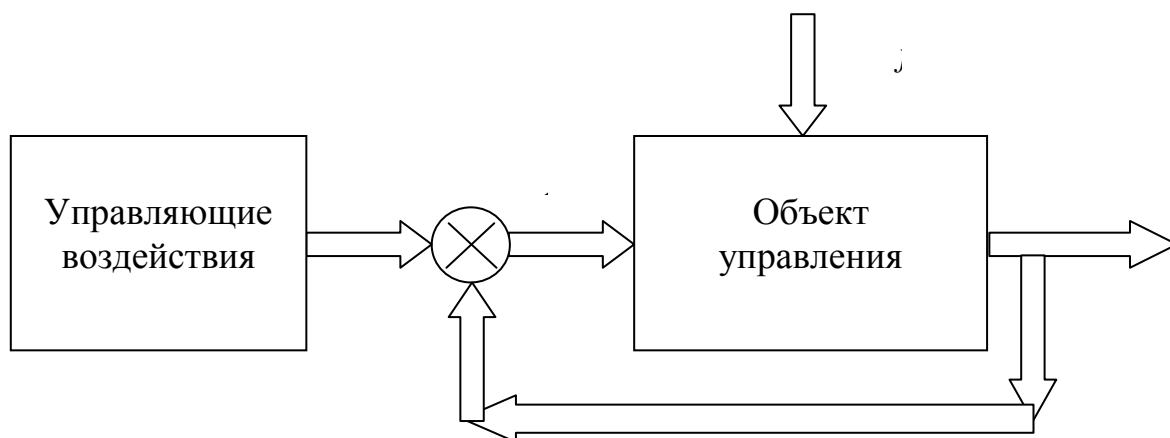 Управляющие
воздействия
Объект
управления